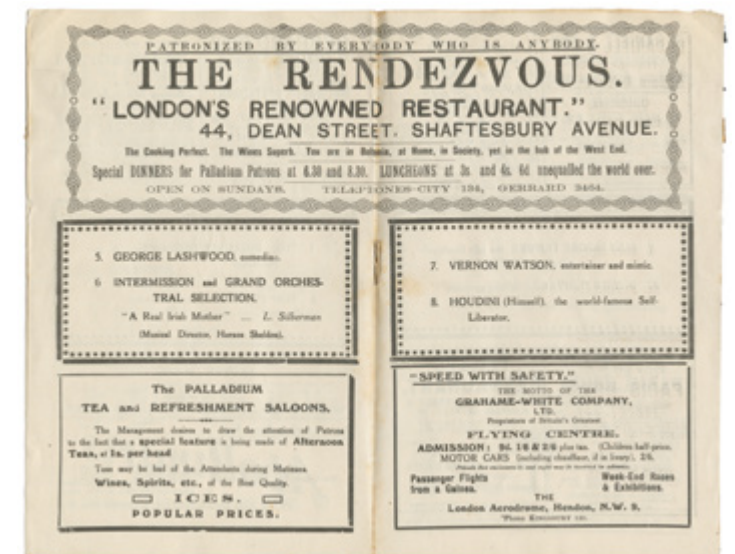 PATRONIZED BY EVERYBODY WHO IS ANYBODY.
THE RENDEZVOUS.
"LONDON'S RENOWNED RESTAURANT."
44, DEAN STREET, SHAFTESBURY AVENUE.
The Cooking Perfect. The Wines Superb. You are in Bohemia, at Home, in Society, yet in the hub of the West End.
Special DINNERS for Palladium Patrons at 6.30 and 8.30. LUNCHEONS at 3s. and 4s. 6d unequalled the world over.
OPEN ON SUNDAYS. TELEPHONES-CITY 134, GERRARD 3464.
5. GEORGE LASHWOOD, comedian.
6 INTERMISSION and GRAND ORCHES-
TRAL SELECTION.
"A Real Irish Mother" ... L. Silberman
(Musical Director, Horace Sheldon).
7. VERNON WATSON, entertainer and mimic.
8. HOUDINI (Himself), the world-famous Self-
Liberator.
The PALLADIUM
TEA and REFRESHMENT SALOONS.
The Management desires to draw the attention of Patrons
to the fact that a special feature is being made of Afternoon
Teas, at 1s. per head
Teas may be had of the Attendants during Matinees.
Wines, Spirits, etc., of the Best Quality.
ICES.
POPULAR PRICES.
"SPEED WITH SAFETY."
THE MOTTO OF THE
GRAHAME-WHITE COMPANY,
LTD.
Proprietors of Britain's Greatest
FLYING CENTRE.
ADMISSION: 9d. 1/6 & 2/6 plus tax. (Children half-price.
MOTOR CARS (including chauffeur, if in livery), 2/6.
Passenger Flights
from a Guinea.
Week-End Races
& Exhibitions.
THE
London Aerodrome, Hendon, N.W. 9.